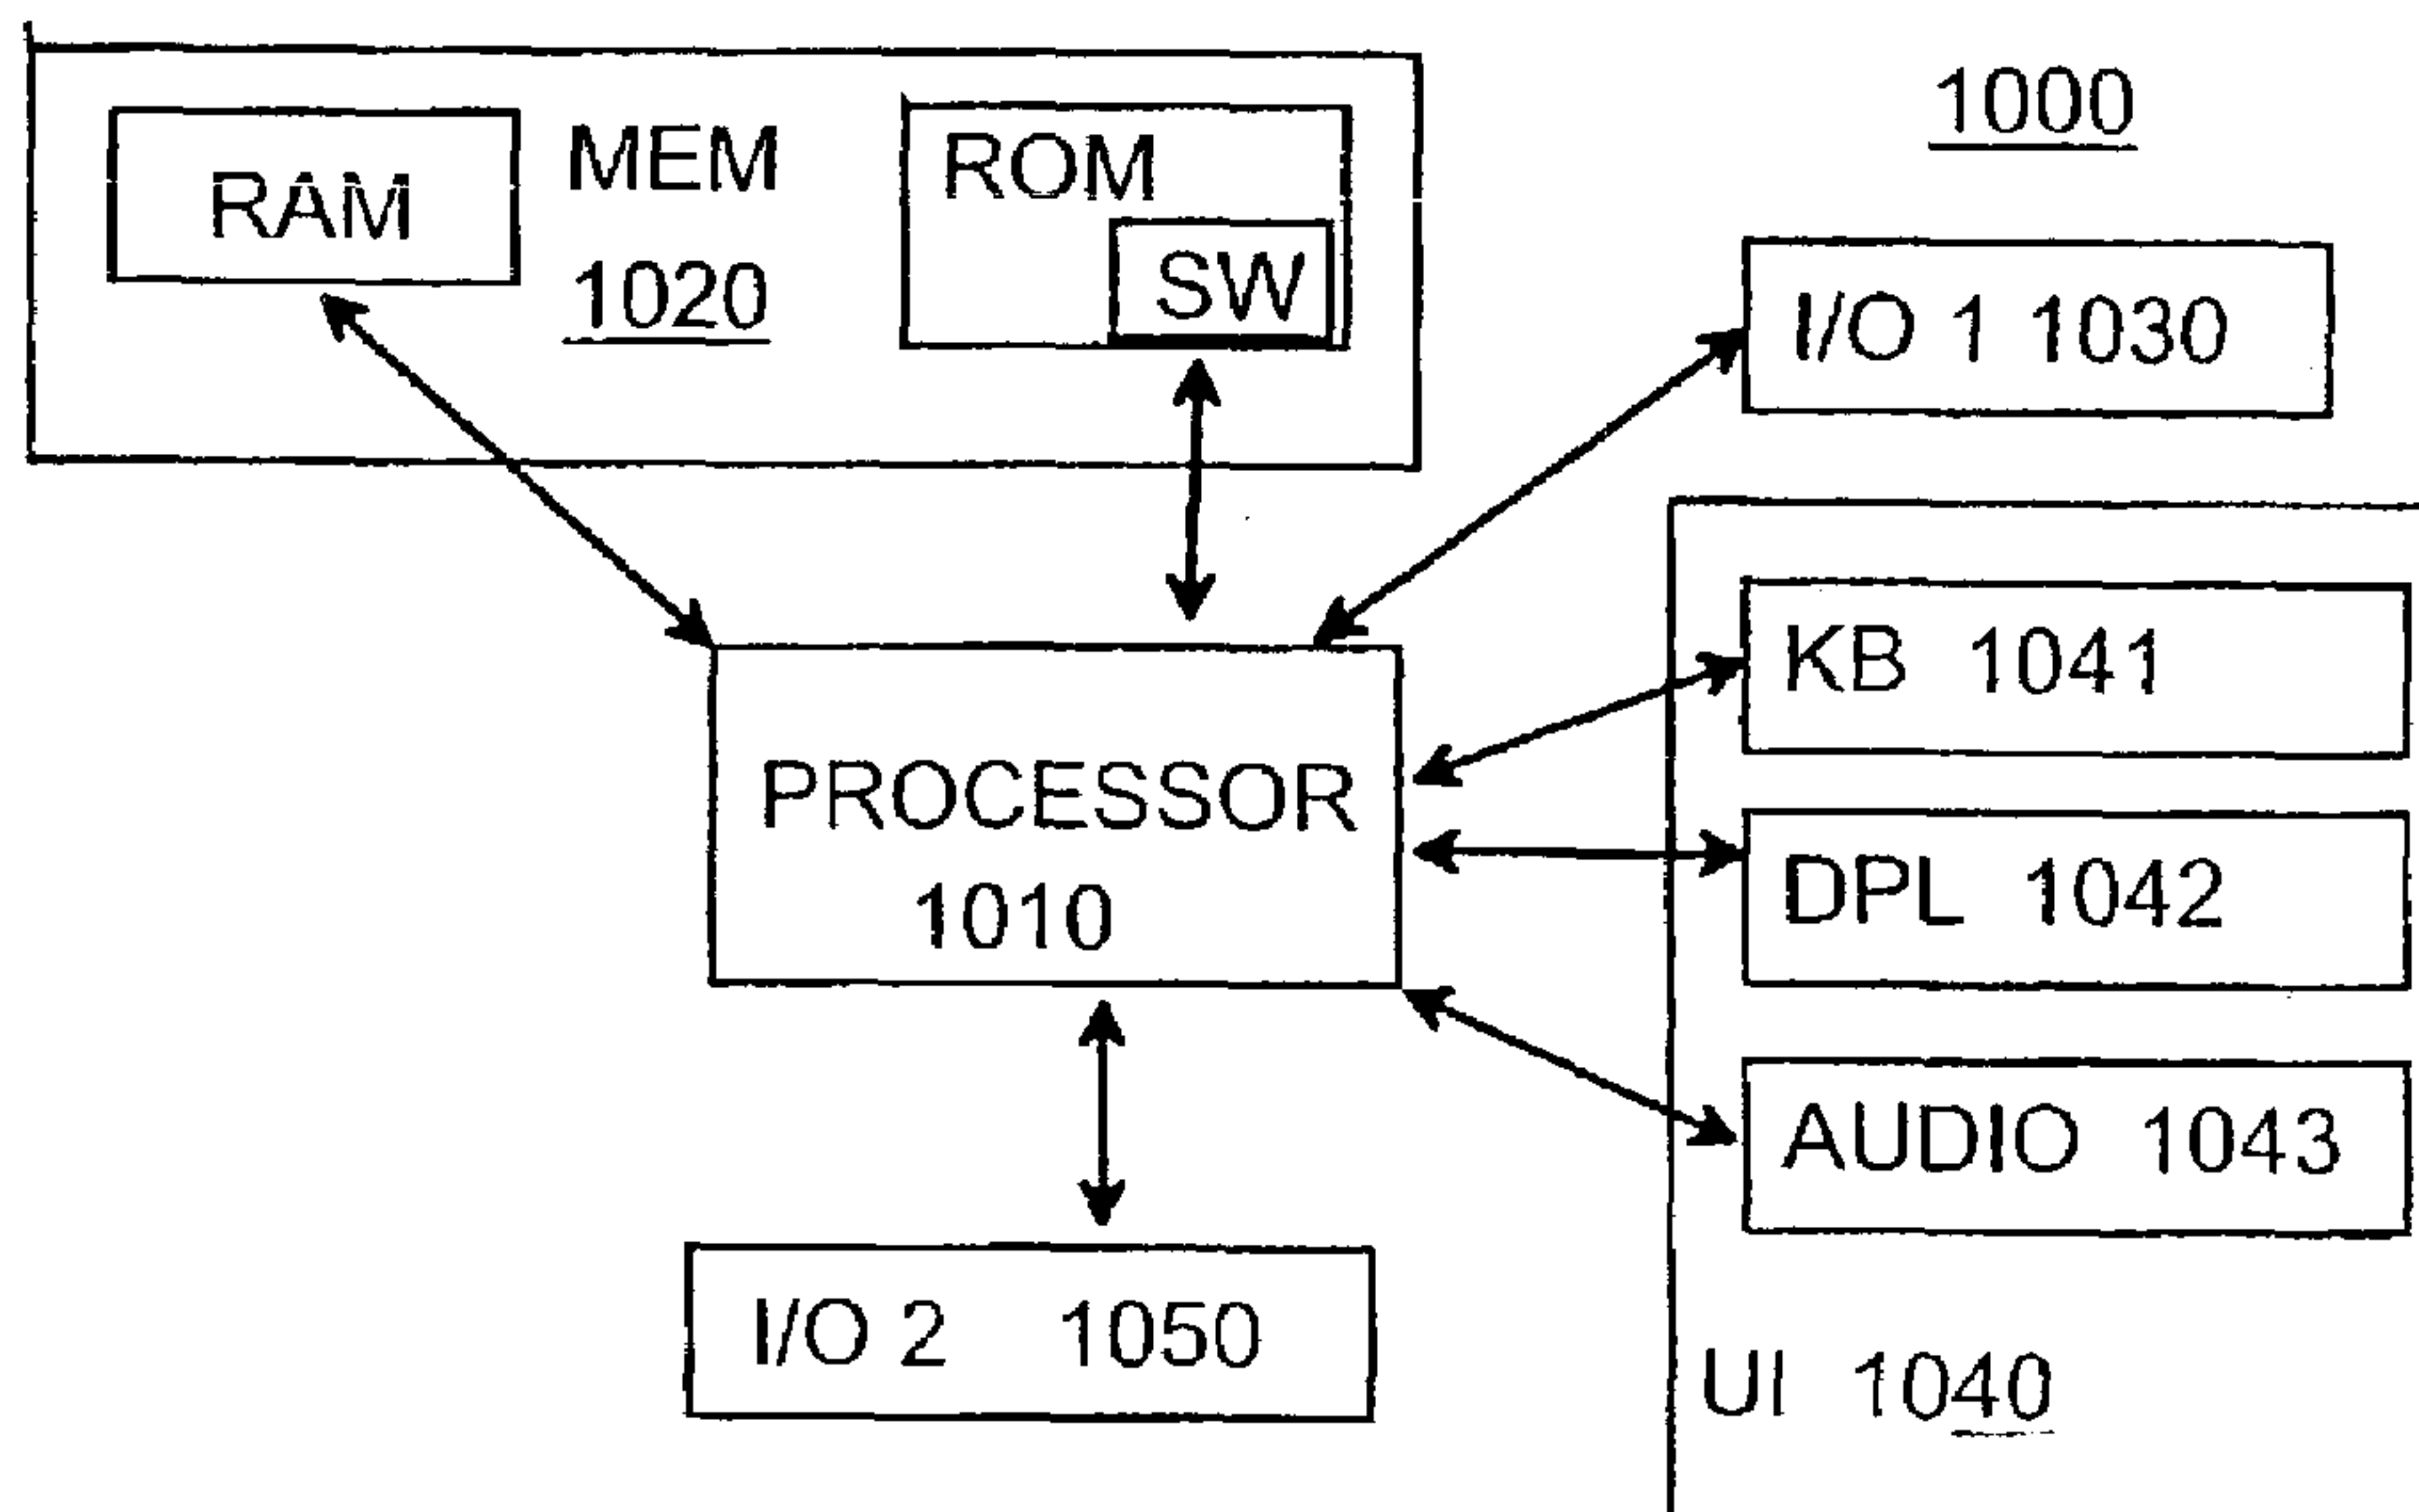 1000
RAM
MEM
1020
ROM
SW
I/O 1 1030
PROCESSOR
1010
KB 1041
DPL 1042
AUDIO 1043
UI 1040
I/O 2 1050